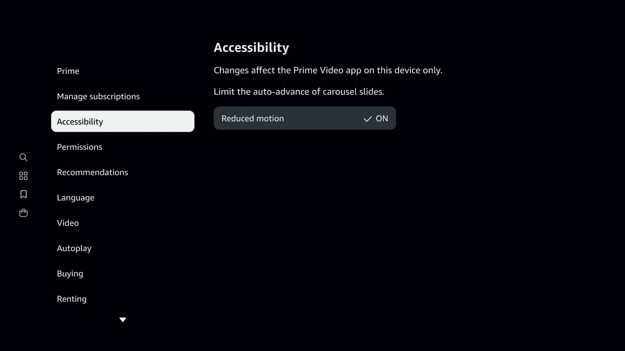 Prime
Manage subscriptions
Accessibility
Permissions
Recommendations
Language
Video
Autoplay
Buying
Renting
Accessibility
Changes affect the Prime Video app on this device only.
Limit the auto-advance of carousel slides.
Reduced motion ON